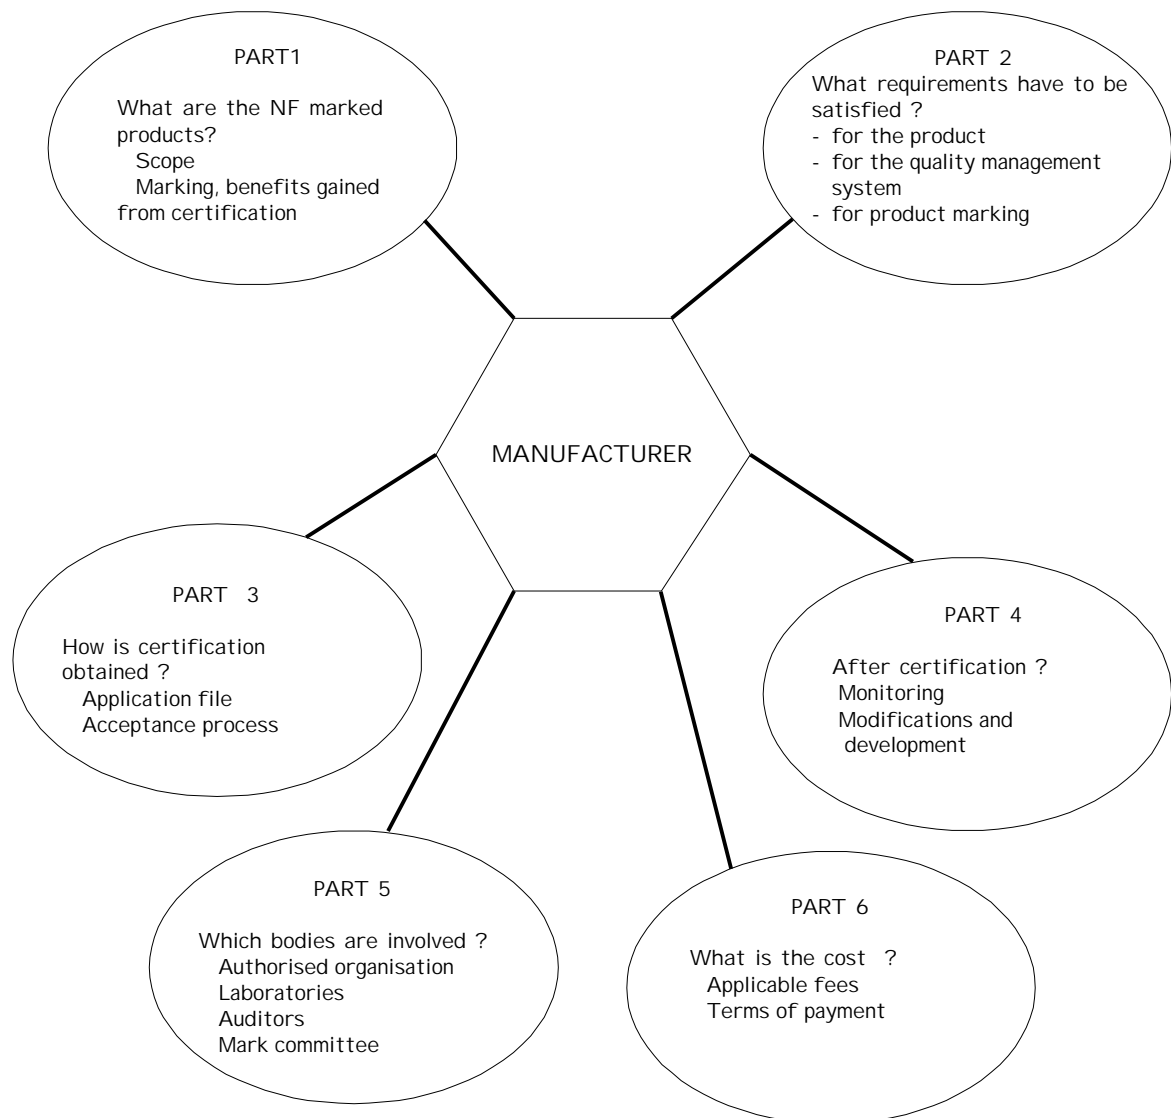 PART1
What are the NF marked
products?
Scope
Marking, benefits gained
from certification
PART 2
What requirements have to be
satisfied ?
- for the product
- for the quality management
system
- for product marking
MANUFACTURER
PART 3
How is certification
obtained ?
Application file
Acceptance process
PART 4
After certification ?
Monitoring
Modifications and
development
PART 5
Which bodies are involved ?
Authorised organisation
Laboratories
Auditors
Mark committee
PART 6
What is the cost ?
Applicable fees
Terms of payment